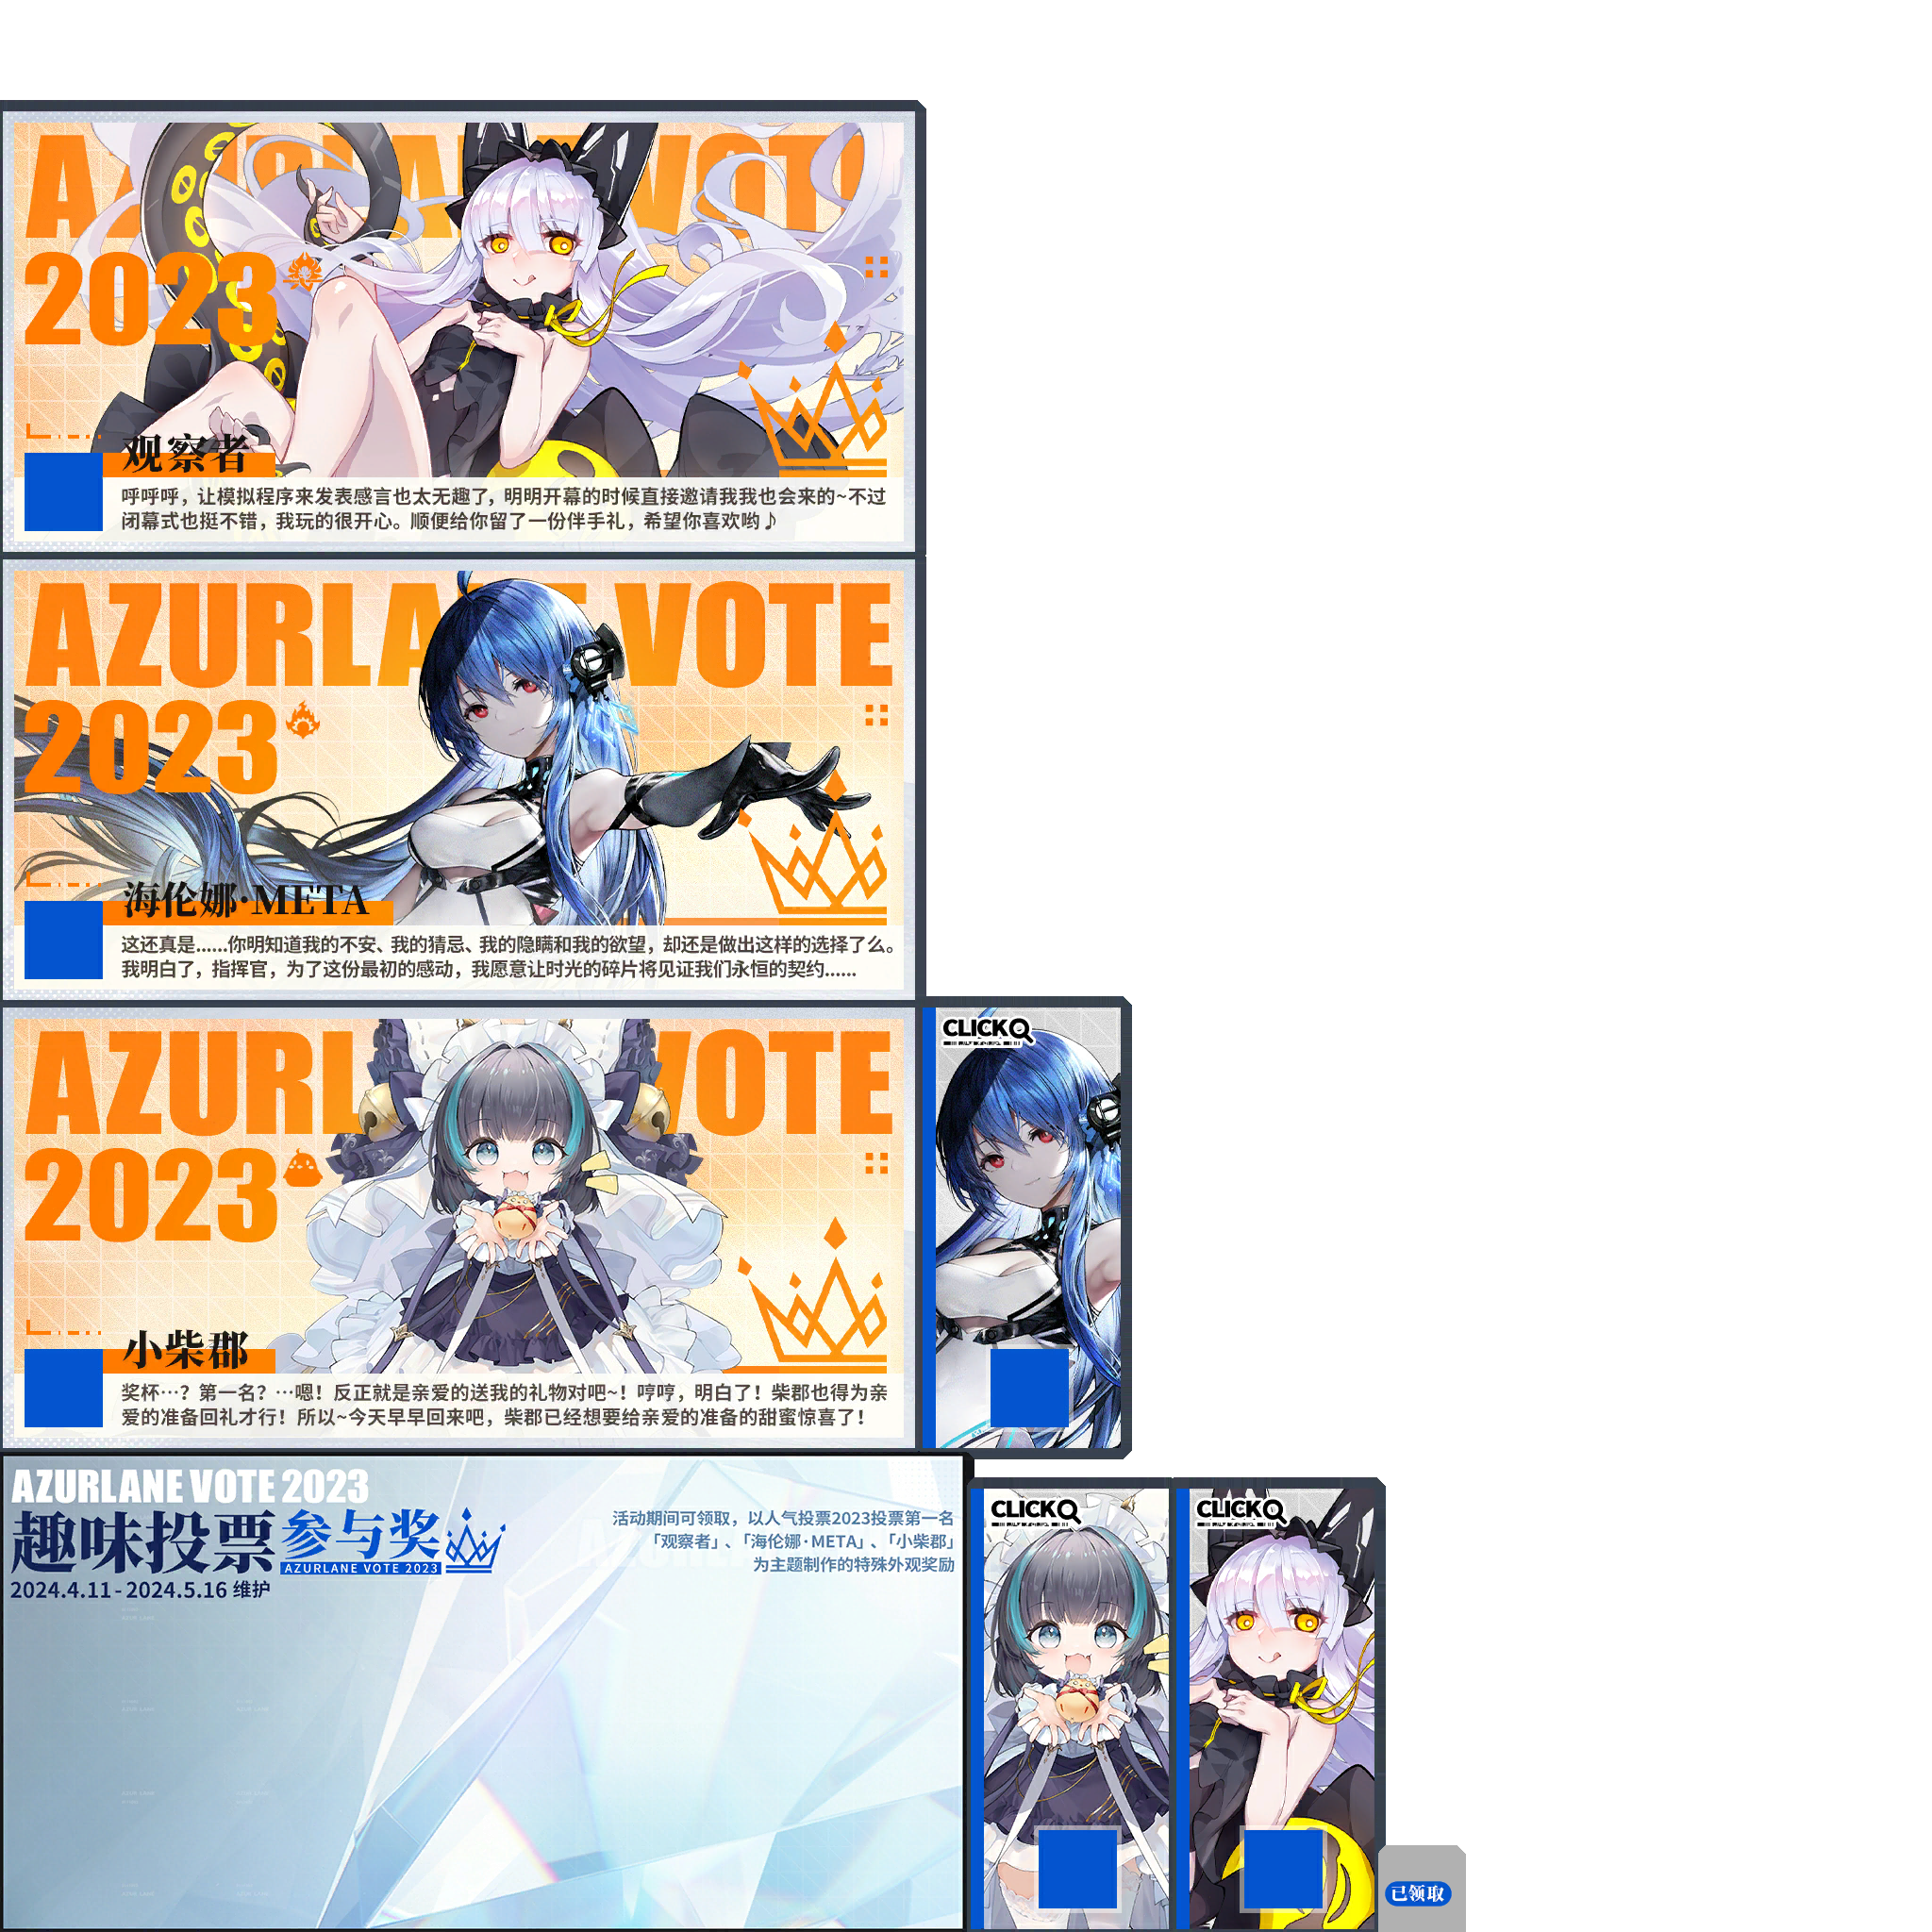 AZURLANE VOTE
2023
观察者
呼呼呼，让模拟程序来发表感言也太无趣了，明明开幕的时候直接邀请我我也会来的~不过
闭幕式也挺不错，我玩的很开心。顺便给你留了一份伴手礼，希望你喜欢哟♪
AZURLANE VOTE
2023
海伦娜·META
这还真是......你明知道我的不安、我的猜忌、我的隐瞒和我的欲望，却还是做出这样的选择了么。
我明白了，指挥官，为了这份最初的感动，我愿意让时光的碎片将见证我们永恒的契约......
AZURLANE VOTE
2023
小柴郡
奖杯…？第一名？…嗯！反正就是亲爱的送我的礼物对吧~！哼哼，明白了！柴郡也得为亲
爱的准备回礼才行！所以~今天早早回来吧，柴郡已经想要给亲爱的准备的甜蜜惊喜了！
CLICK
AZURLANE VOTE 2023
趣味投票参与奖
AZURLANE VOTE 2023
2024.4.11 - 2024.5.16 维护
活动期间可领取，以人气投票2023投票第一名
「观察者」、「海伦娜·META」、「小柴郡」
为主题制作的特殊外观奖励
CLICK
CLICK
已领取